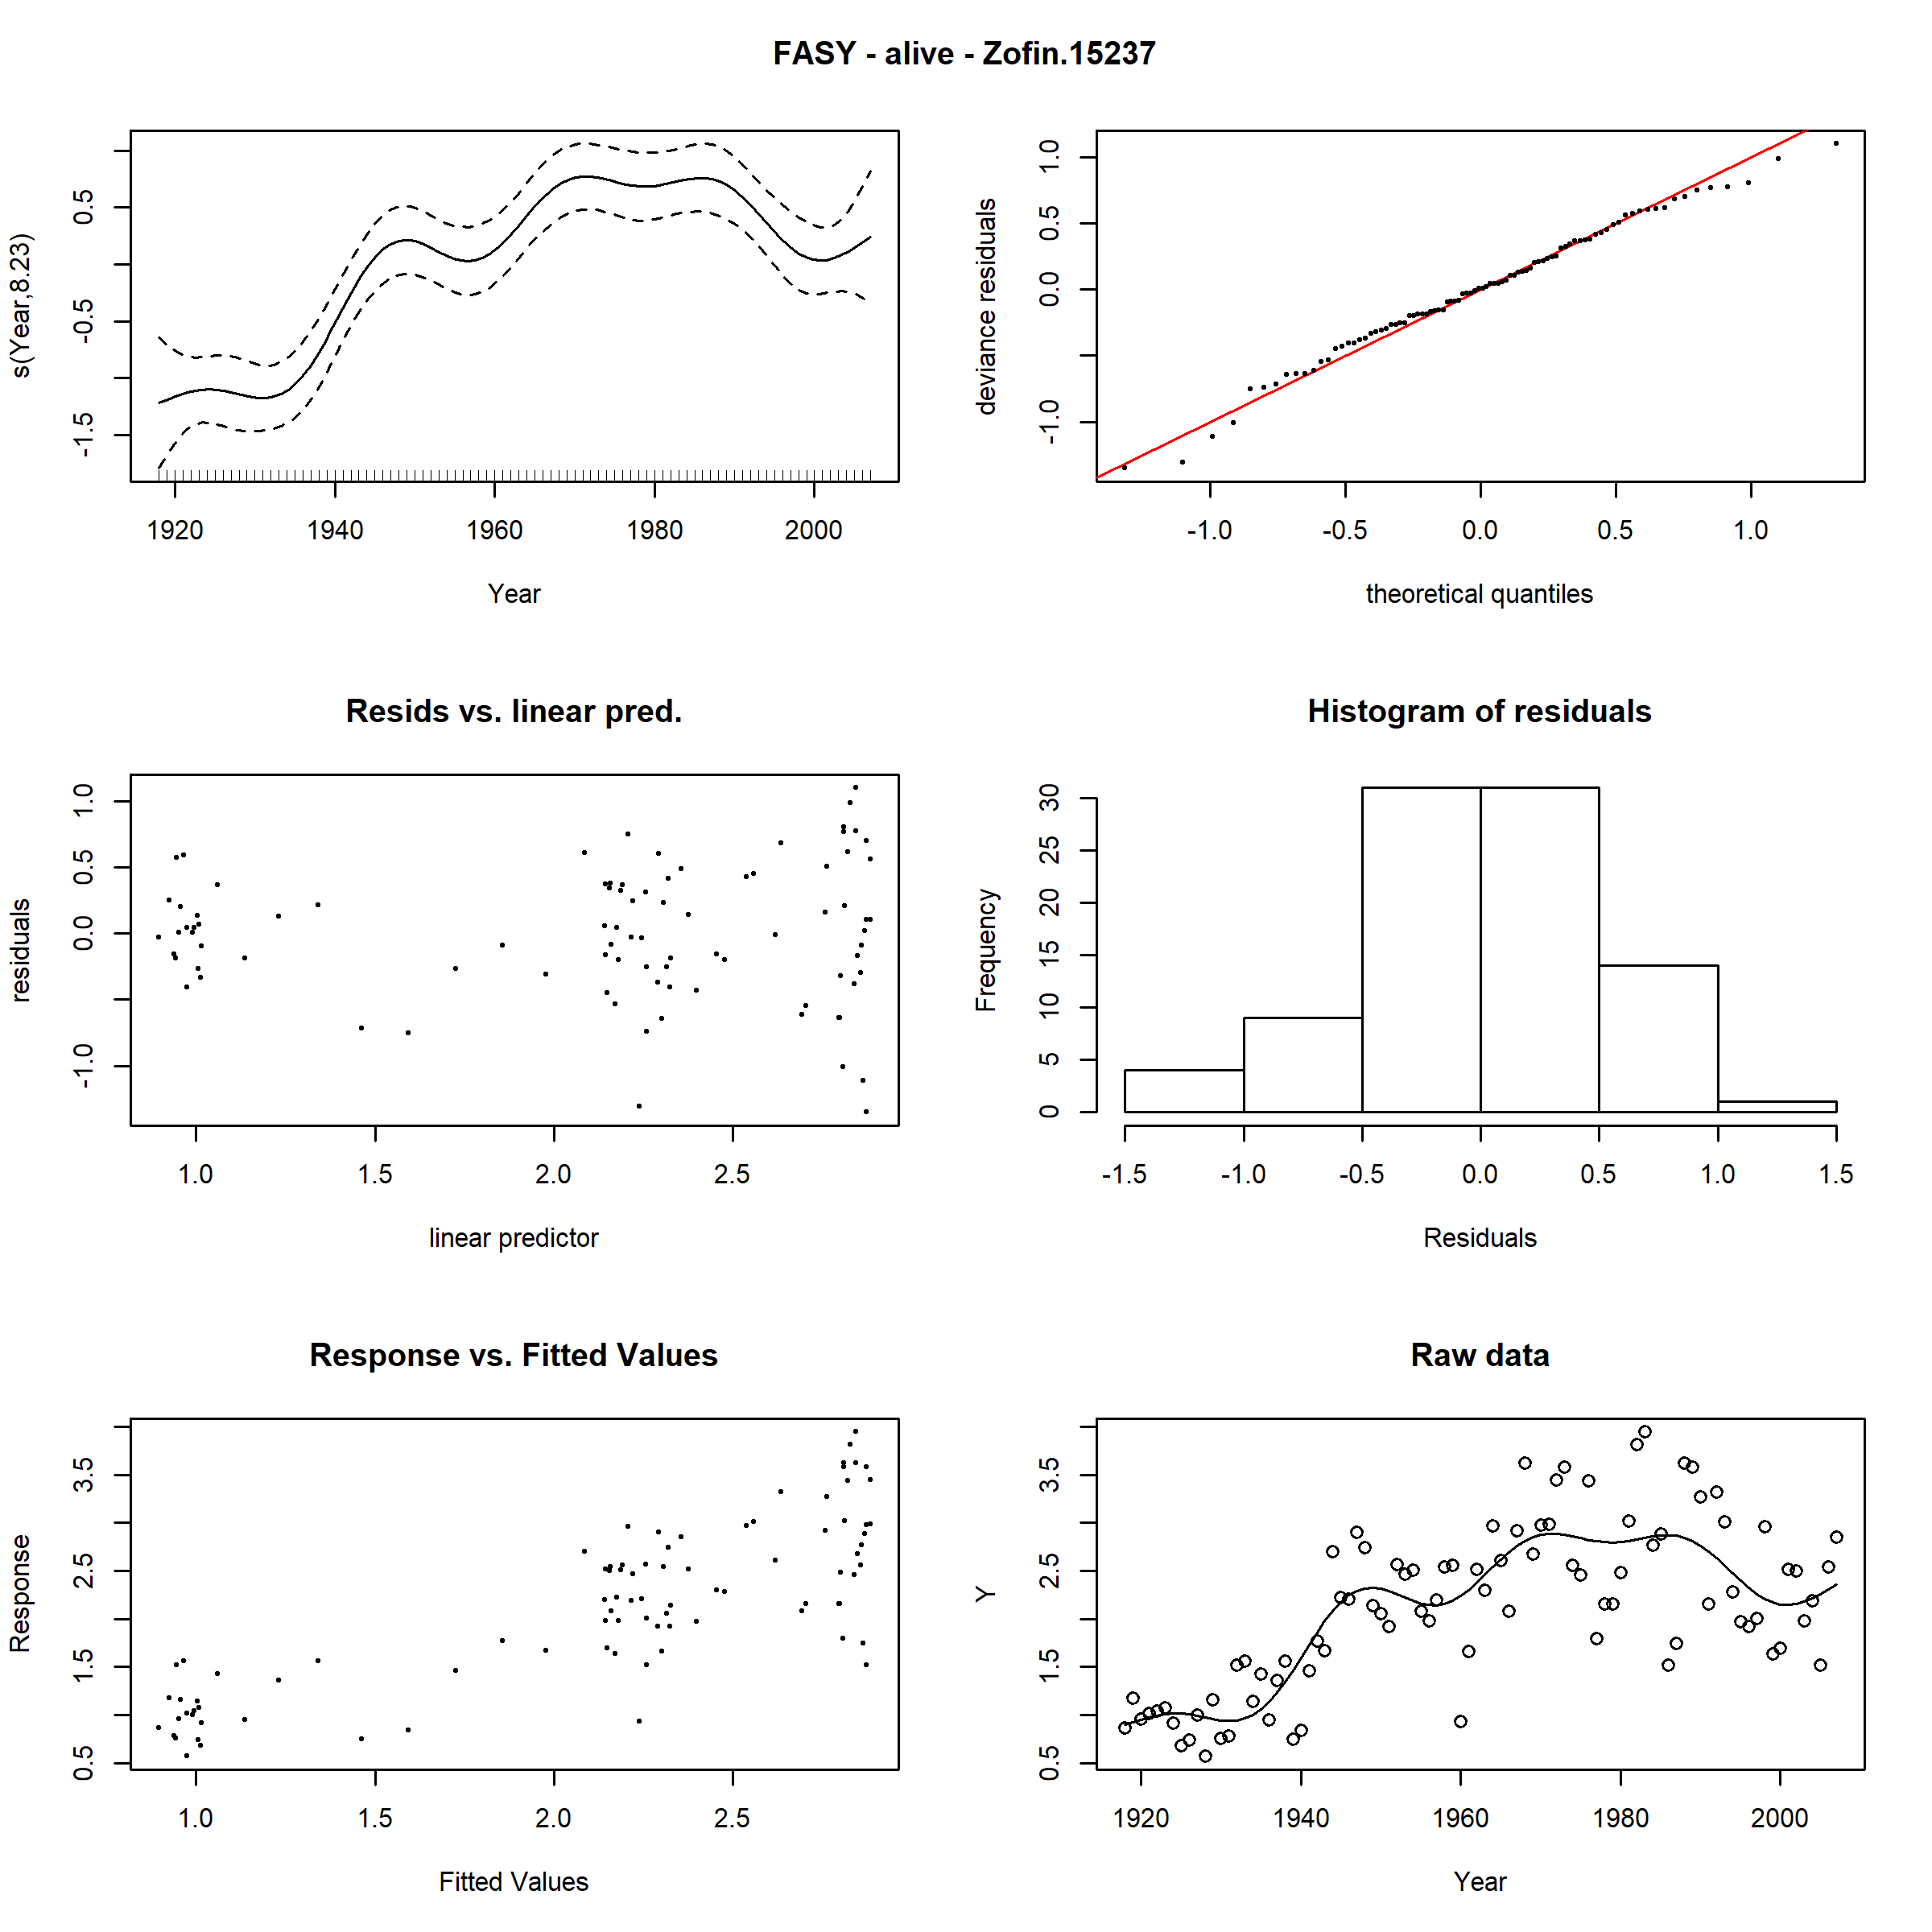 FASY - alive - Zofin.15237
s(Year,8.23)
0.5
-0.5
-1.5
1920 1940 1960 1980 2000
Year
deviance residuals
1.0
0.5
0.0
-1.0
-1.0 -0.5 0.0 0.5 1.0
theoretical quantiles
Resids vs. linear pred.
residuals
1.0
0.5
0.0
-1.0
1.0 1.5 2.0 2.5
linear predictor
Histogram of residuals
Frequency
30
25
20
15
10
5
0
-1.5 -1.0 -0.5 0.0 0.5 1.0 1.5
Residuals
Response vs. Fitted Values
Response
3.5
2.5
1.5
0.5
1.0 1.5 2.0 2.5
Fitted Values
Raw data
Y
3.5
2.5
1.5
0.5
1920 1940 1960 1980 2000
Year